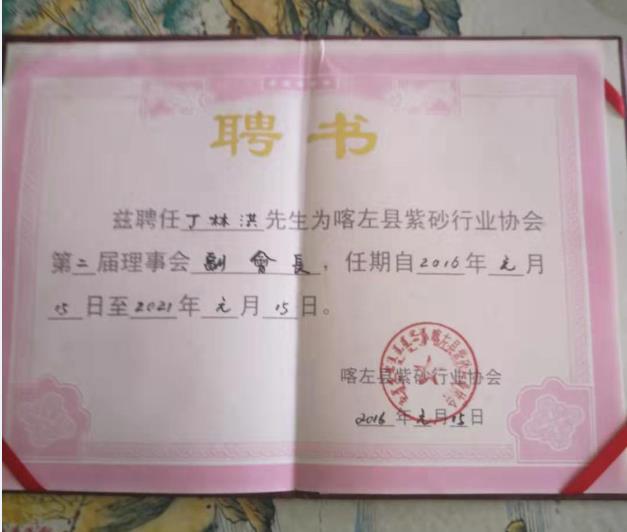 聘书
兹聘任丁林洪先生为喀左县紫砂行业协会
第二届理事会副會長，任期自2016年元月
15日至2021年元月15日。
喀左县紫砂行业协会
2016年元月15日